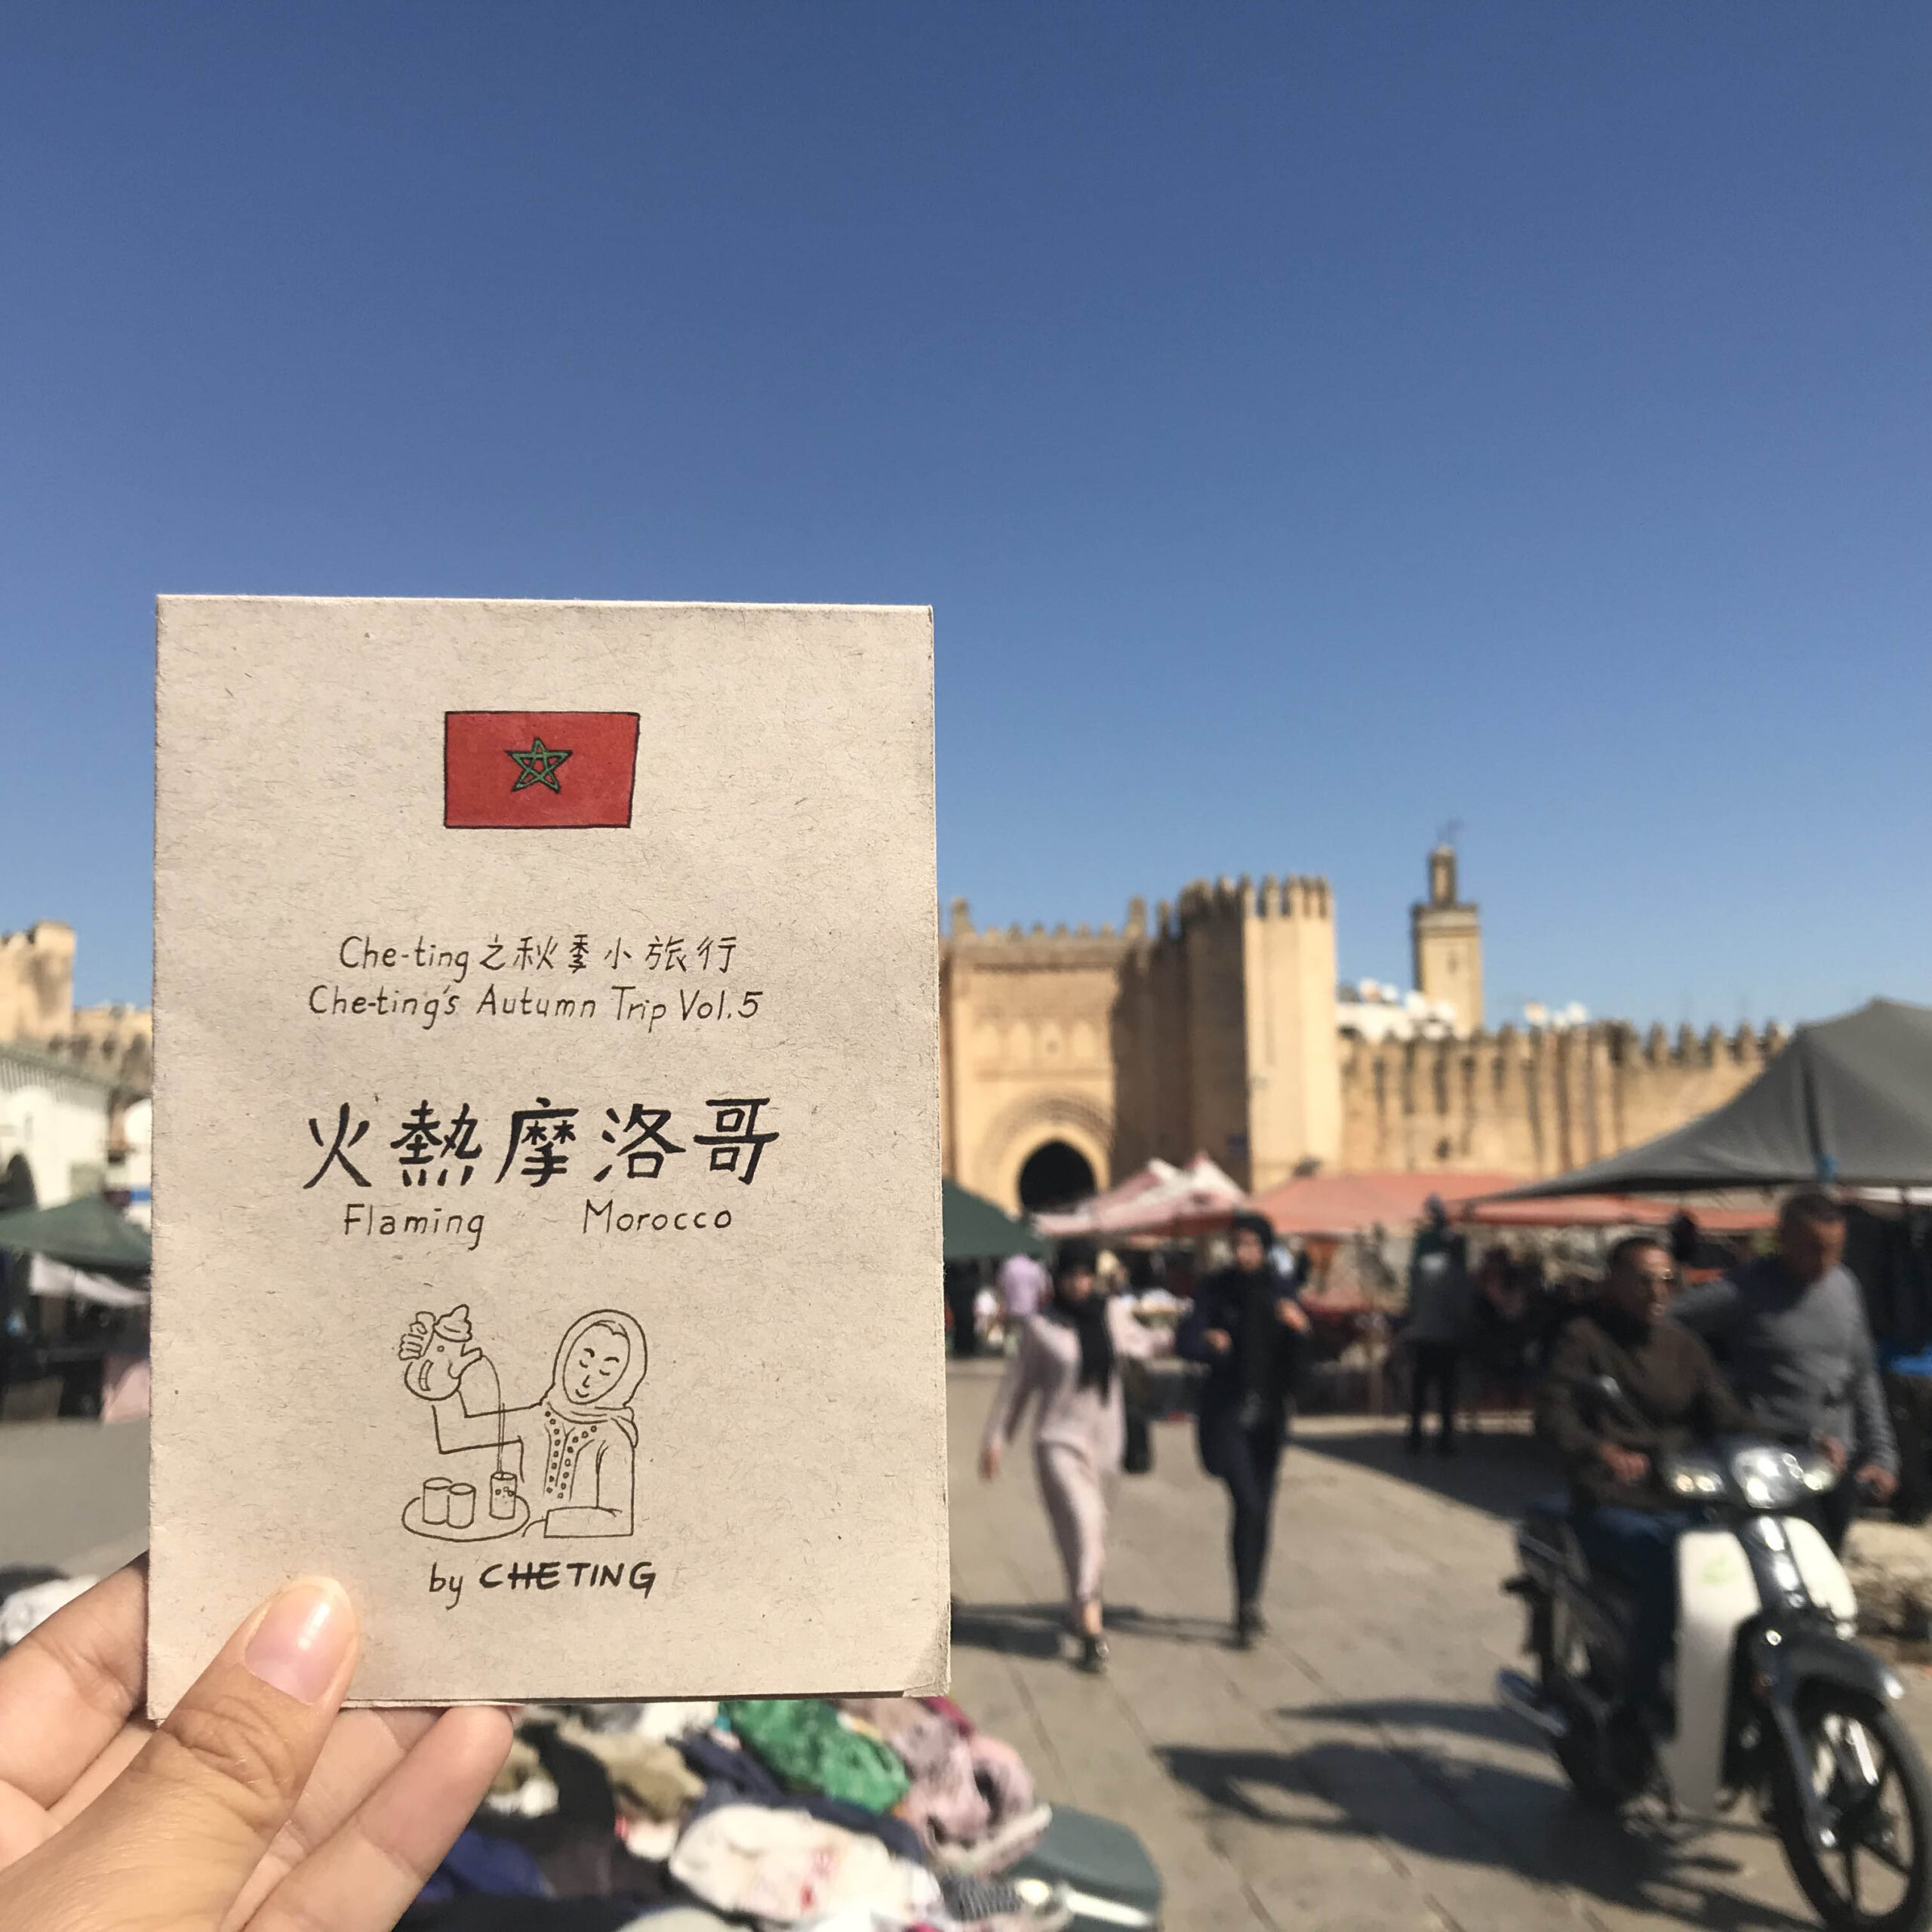 Che-ting之秋季小旅行
Che-ting's Autumn Trip Vol.5
火熱摩洛哥
Flaming Morocco
by CHETING